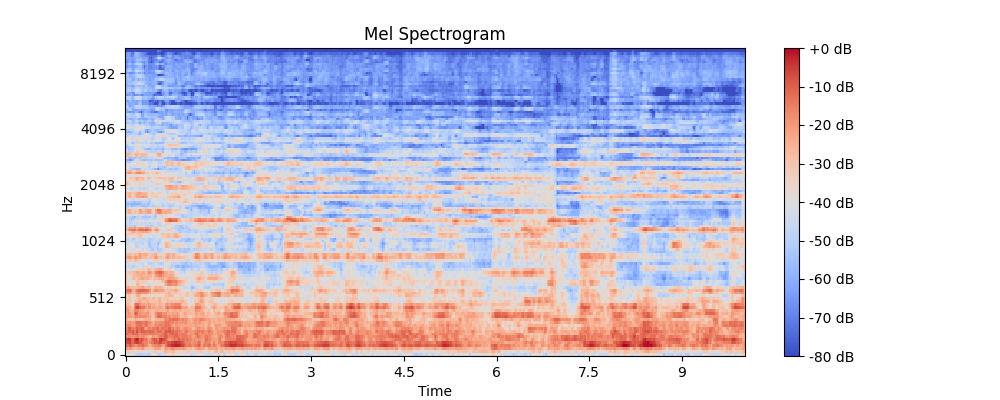 Mel Spectrogram
Hz
8192
4096
2048
1024
512
0
0 1.5 3 4.5 6 7.5 9
Time
+0 dB
-10 dB
-20 dB
-30 dB
-40 dB
-50 dB
-60 dB
-70 dB
-80 dB